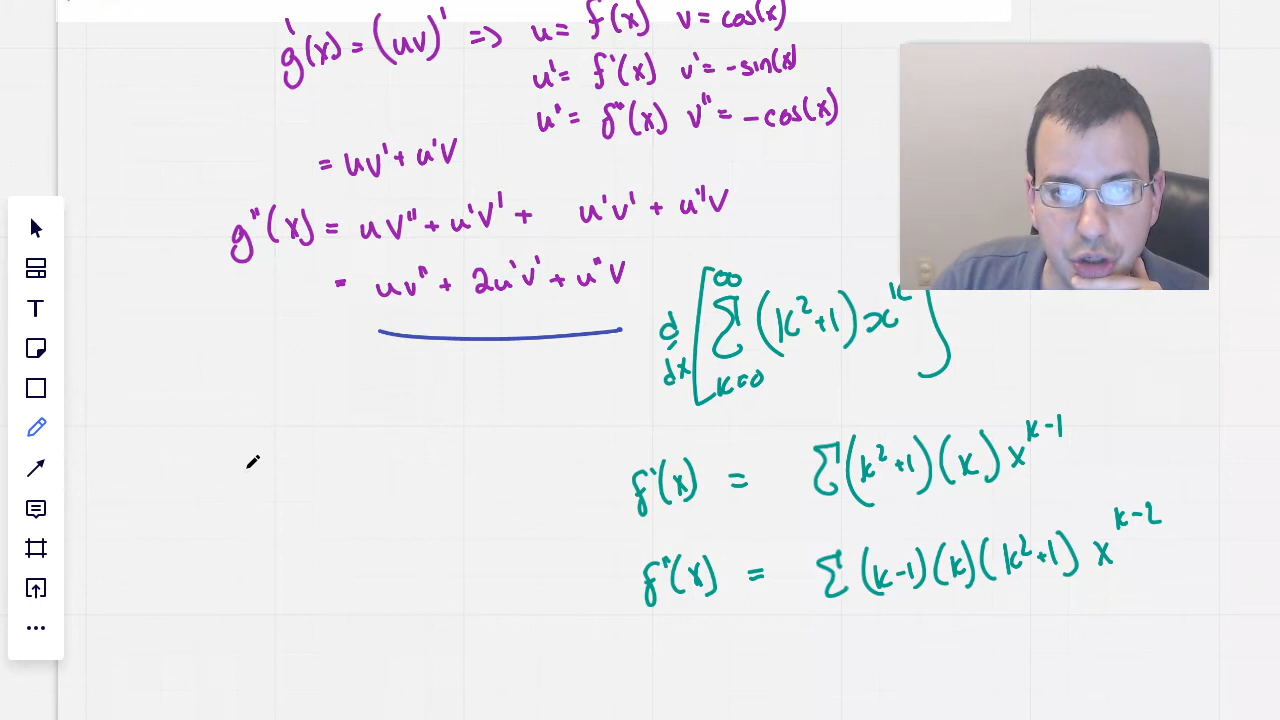 g'(x) = (uv)' => u = f(x) v = cos(x)
u' = f'(x) v' = -sin(x)
u" = f"(x) v" = -cos(x)
= uv' + u'v
g"(x) = uv" + u'v' + u'v' + u"v
= uv" + 2u'v' + u"v
d/dx [ ∞ Σ k=0 (k²+1) x^k ]
f'(x) = Σ (k²+1)(k) x^k-1
f"(x) = Σ (k-1)(k)(k²+1) x^k-2
T